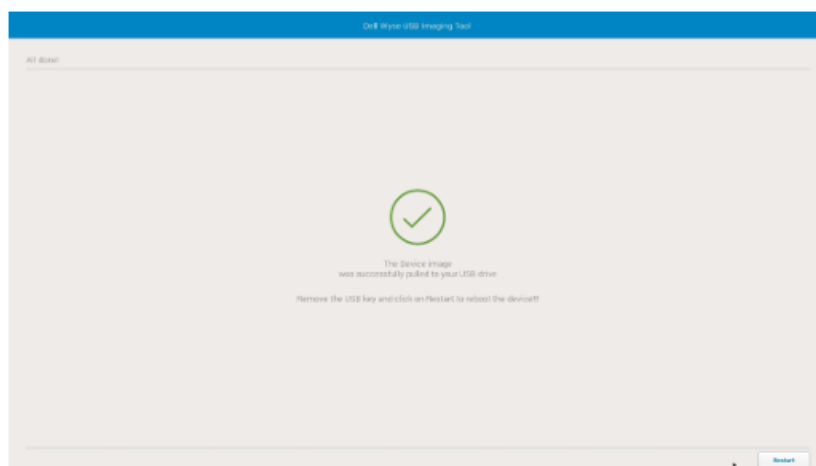 Dell Wyse USB Imaging Tool
All done!
The Device image
was successfully pulled to your USB drive
Remove the USB key and click on Restart to reboot the device!!!
Restart